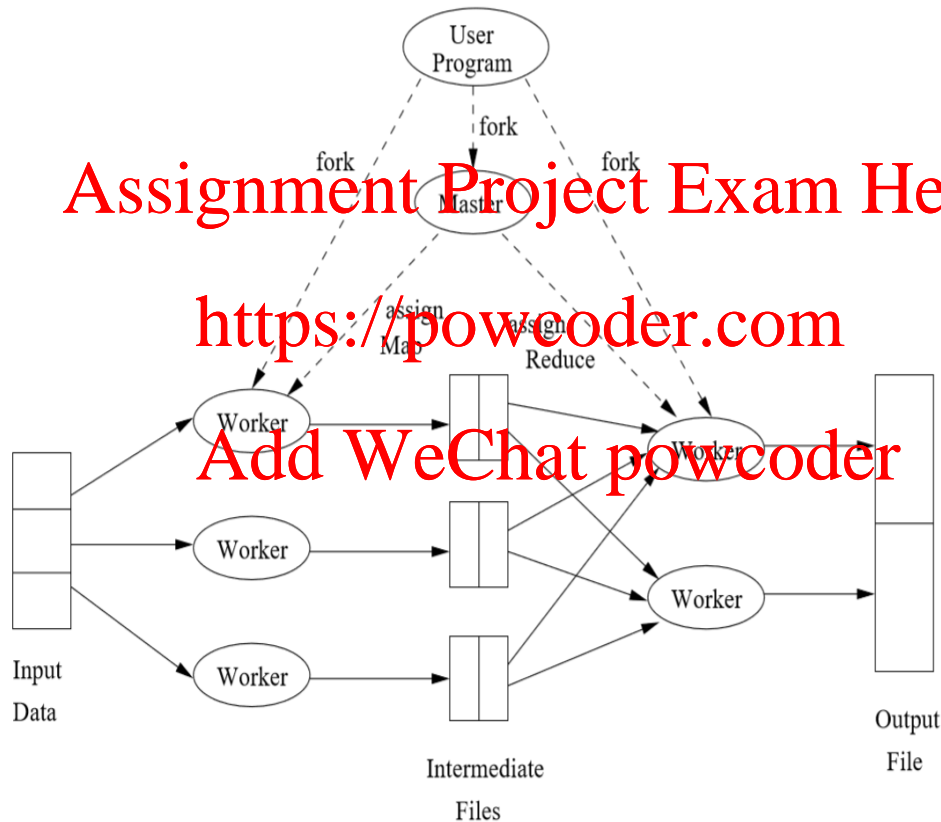 User
Program
fork
fork
fork
Assignment Project Exam He
Master
https://powcoder.com
assign
Map
assign
Reduce
Worker
Worker
Add WeChat powcoder
Worker
Worker
Worker
Input
Data
Intermediate
Files
Output
File